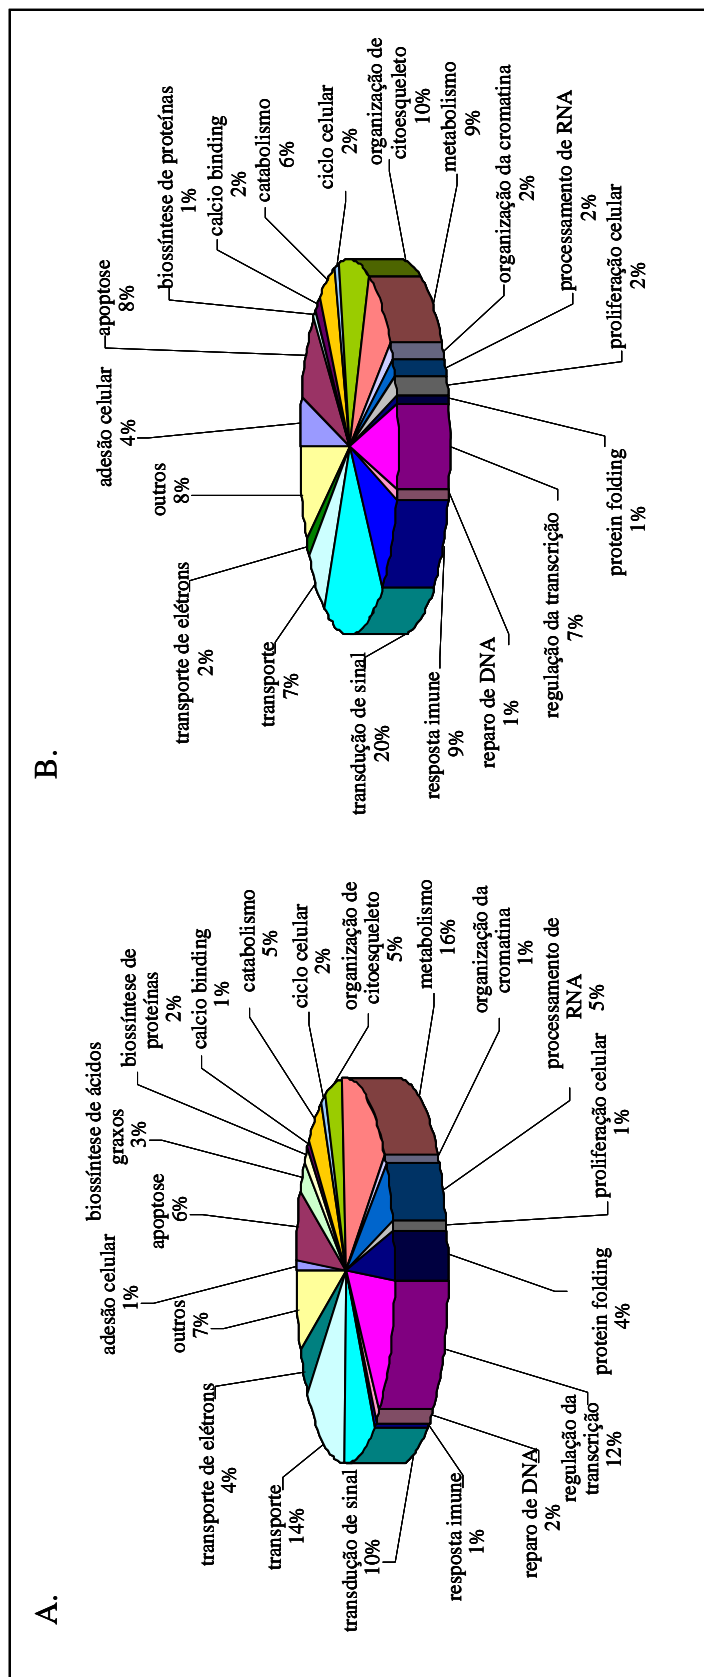 A.
adesão celular
1%
apoptose
6%
biossíntese de ácidos
graxos
3%
biossíntese de
proteínas
2%
calcio binding
1%
catabolismo
5%
ciclo celular
2%
organização de
citoesqueleto
5%
metabolismo
16%
organização da
cromatina
1%
processamento de
RNA
5%
proliferação celular
1%
protein folding
4%
regulação da
transcrição
12%
reparo de DNA
2%
resposta imune
1%
transdução de sinal
10%
transporte
14%
transporte de elétrons
4%
outros
7%
B.
adesão celular
4%
apoptose
8%
biossíntese de proteínas
1%
calcio binding
2%
catabolismo
6%
ciclo celular
2%
organização de
citoesqueleto
10%
metabolismo
9%
organização da cromatina
2%
processamento de RNA
2%
proliferação celular
2%
protein folding
1%
regulação da transcrição
7%
reparo de DNA
1%
resposta imune
9%
transdução de sinal
20%
transporte
7%
transporte de elétrons
2%
outros
8%